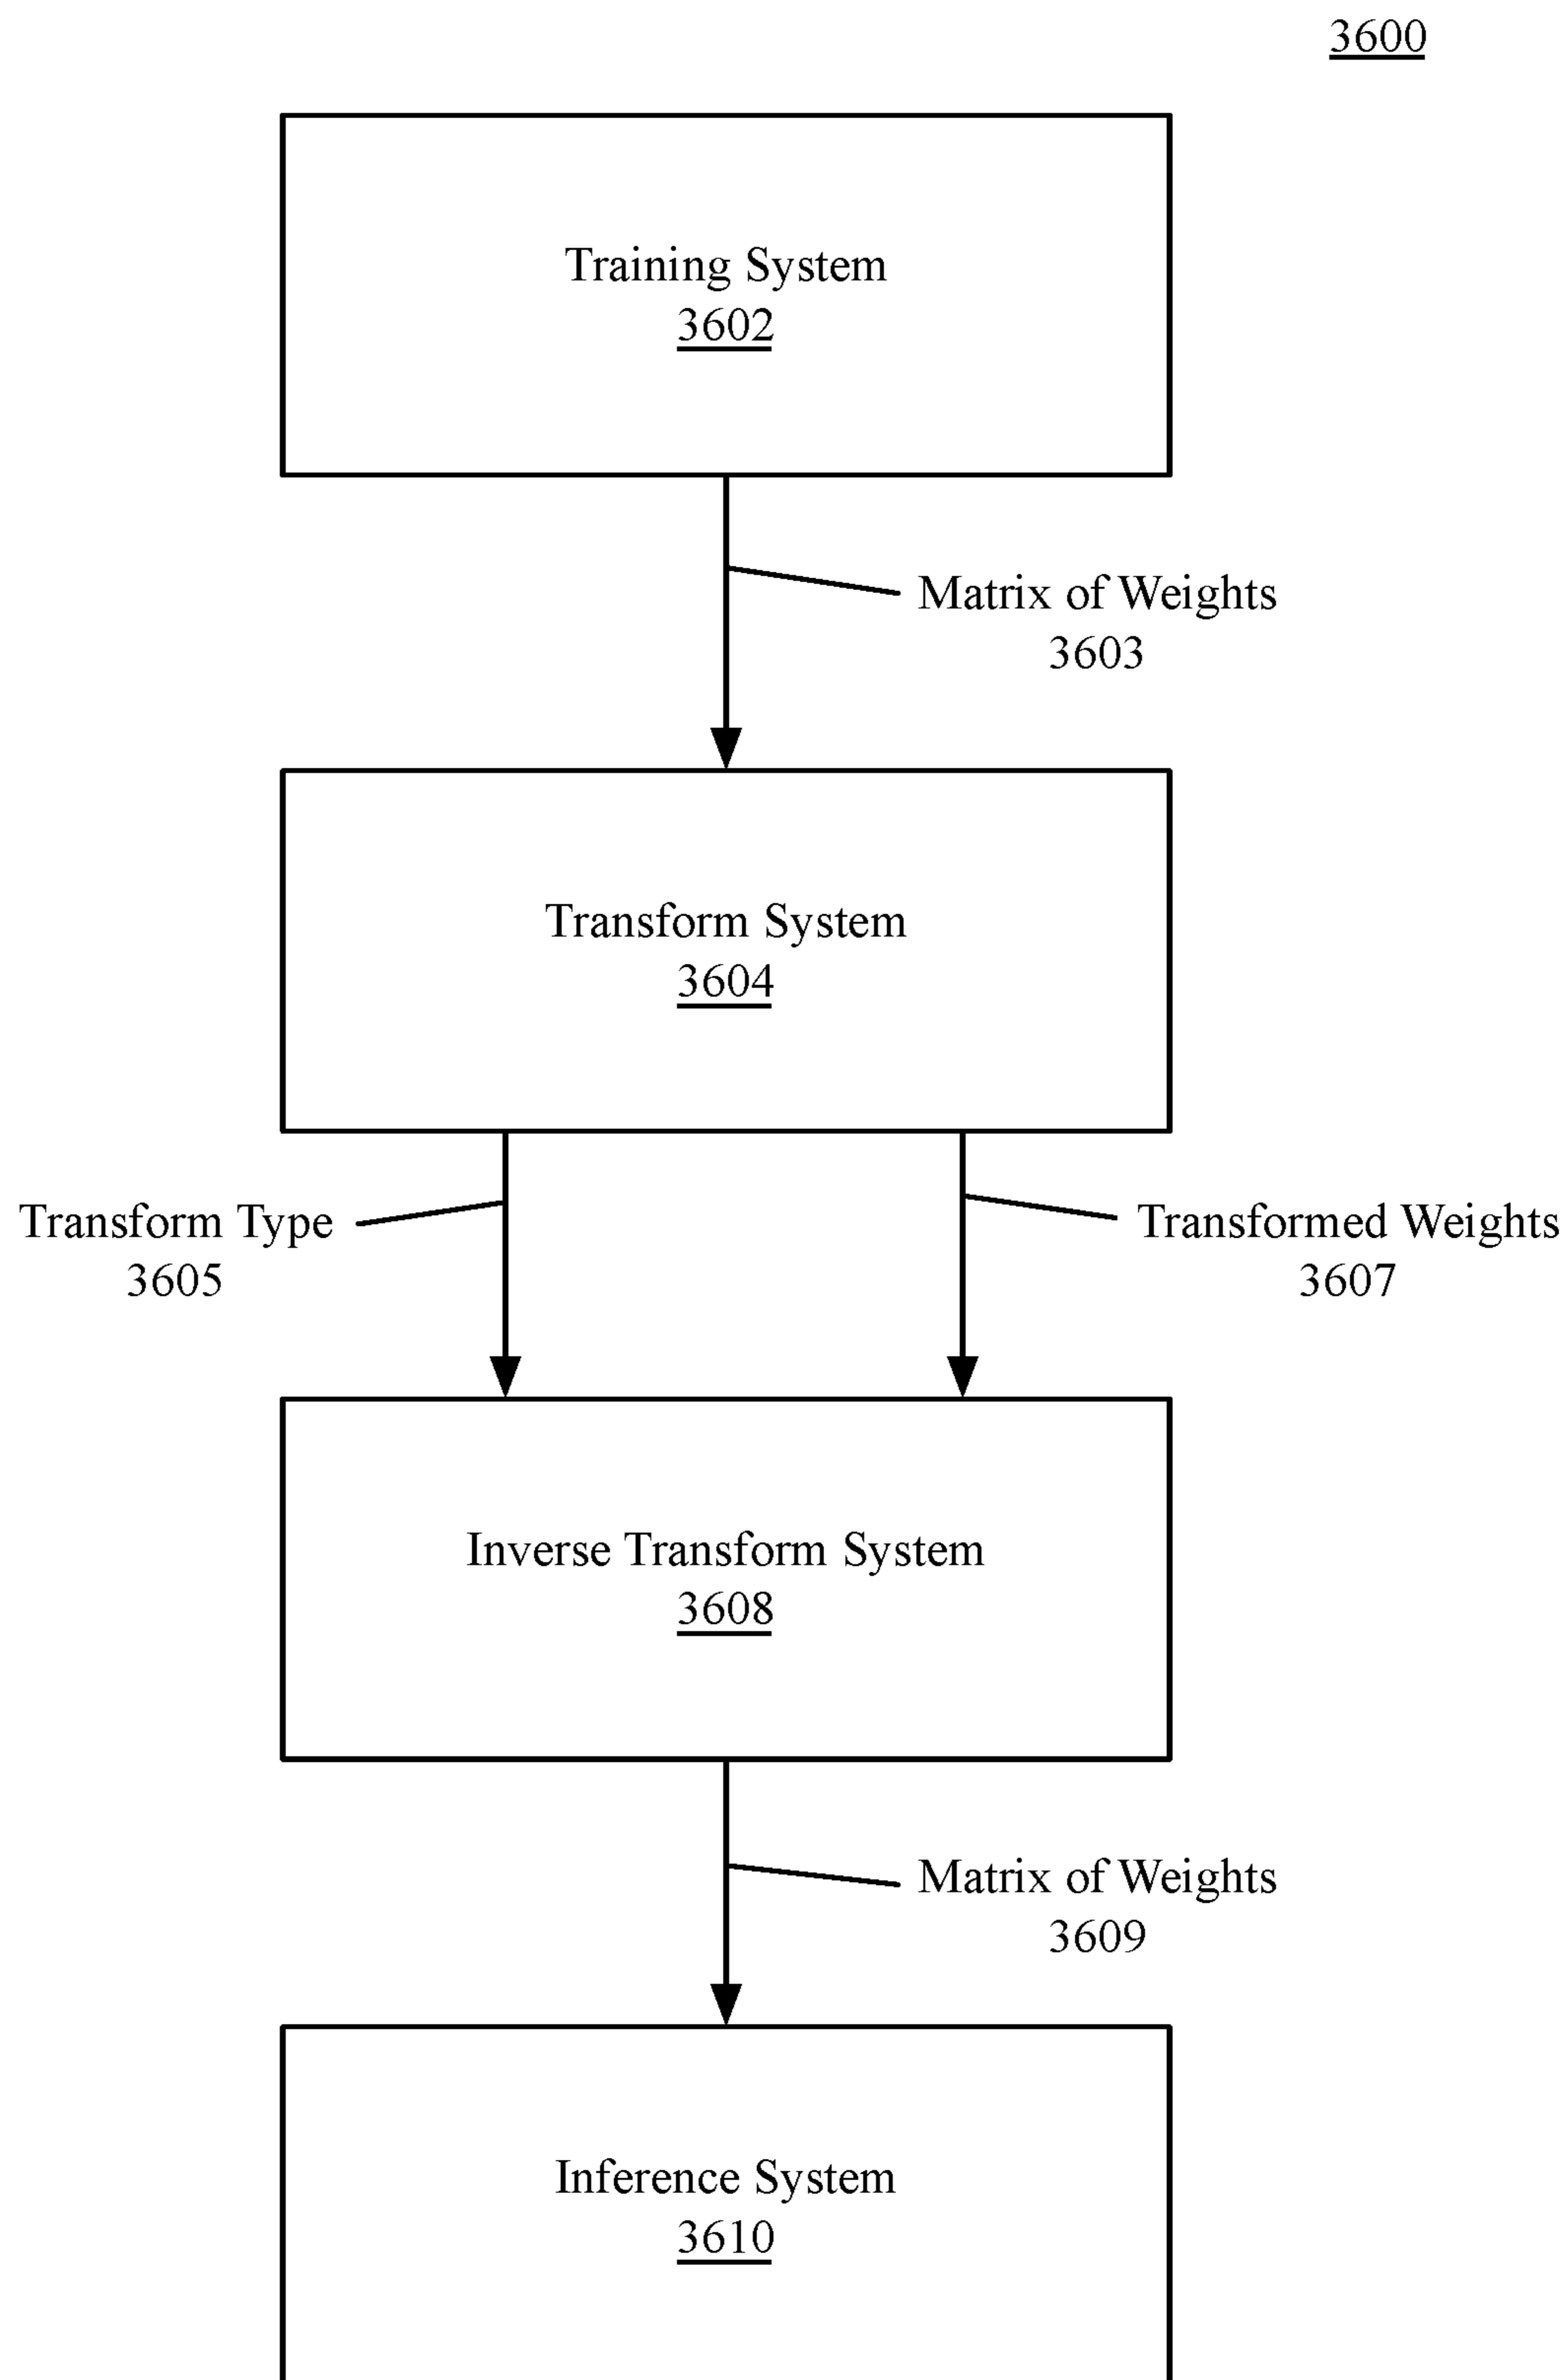 3600
Training System
3602
Matrix of Weights
3603
Transform System
3604
Transform Type
3605
Transformed Weights
3607
Inverse Transform System
3608
Matrix of Weights
3609
Inference System
3610